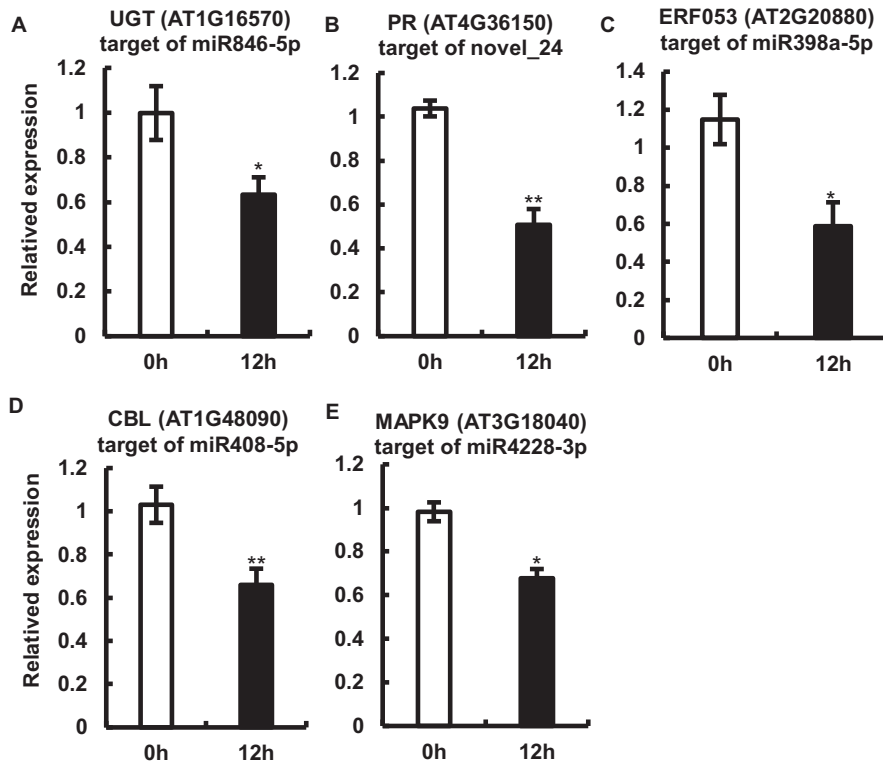 A
UGT (AT1G16570)
target of miR846-5p
Relatived expression
1.2
1
0.8
0.6
0.4
0.2
0
*
0h
12h
B
PR (AT4G36150)
target of novel_24
1.2
1
0.8
0.6
0.4
0.2
0
**
0h
12h
C
ERF053 (AT2G20880)
target of miR398a-5p
1.4
1.2
1
0.8
0.6
0.4
0.2
0
*
0h
12h
D
CBL (AT1G48090)
target of miR408-5p
Relatived expression
1.2
1
0.8
0.6
0.4
0.2
0
**
0h
12h
E
MAPK9 (AT3G18040)
target of miR4228-3p
1.2
1
0.8
0.6
0.4
0.2
0
*
0h
12h